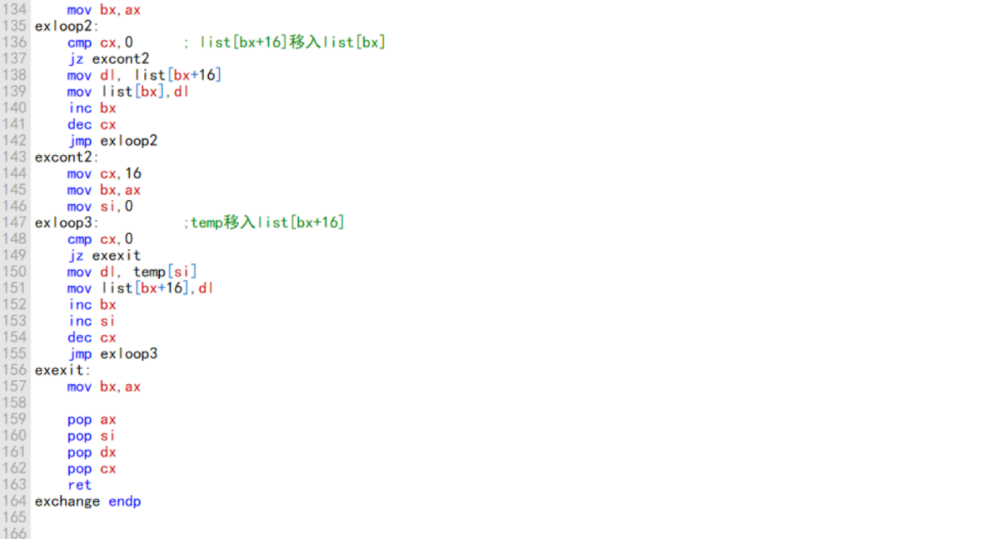 134     mov bx,ax
135 exloop2:
136     cmp cx,0      ; list[bx+16]移入list[bx]
137     jz excont2
138     mov dl, list[bx+16]
139     mov list[bx],dl
140     inc bx
141     dec cx
142     jmp exloop2
143 excont2:
144     mov cx,16
145     mov bx,ax
146     mov si,0
147 exloop3:          ;temp移入list[bx+16]
148     cmp cx,0
149     jz exexit
150     mov dl, temp[si]
151     mov list[bx+16],dl
152     inc bx
153     inc si
154     dec cx
155     jmp exloop3
156 exexit:
157     mov bx,ax
158
159     pop ax
160     pop si
161     pop dx
162     pop cx
163     ret
164 exchange endp
165
166